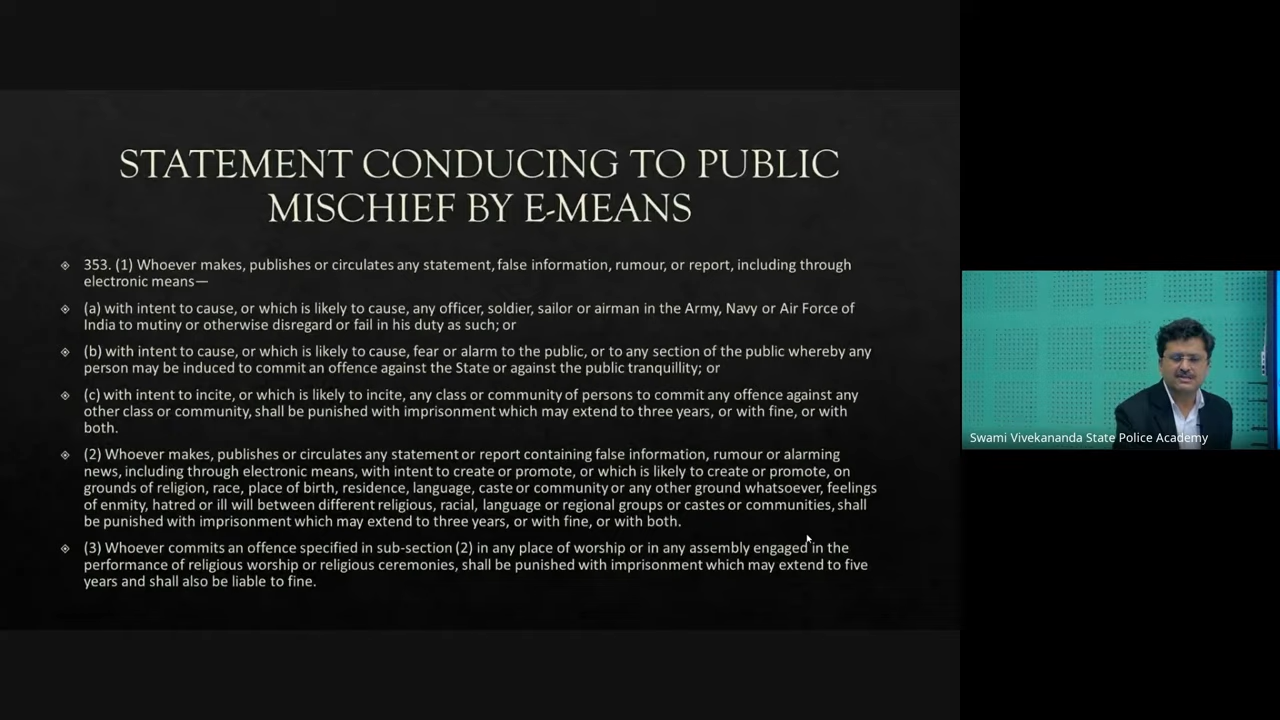 STATEMENT CONDUCING TO PUBLIC
MISCHIEF BY E-MEANS
353. (1) Whoever makes, publishes or circulates any statement, false information, rumour, or report, including through
electronic means—
(a) with intent to cause, or which is likely to cause, any officer, soldier, sailor or airman in the Army, Navy or Air Force of
India to mutiny or otherwise disregard or fail in his duty as such; or
(b) with intent to cause, or which is likely to cause, fear or alarm to the public, or to any section of the public whereby any
person may be induced to commit an offence against the State or against the public tranquillity; or
(c) with intent to incite, or which is likely to incite, any class or community of persons to commit any offence against any
other class or community, shall be punished with imprisonment which may extend to three years, or with fine, or with
both.
(2) Whoever makes, publishes or circulates any statement or report containing false information, rumour or alarming
news, including through electronic means, with intent to create or promote, or which is likely to create or promote, on
grounds of religion, race, place of birth, residence, language, caste or community or any other ground whatsoever, feelings
of enmity, hatred or ill will between different religious, racial, language or regional groups or castes or communities, shall
be punished with imprisonment which may extend to three years, or with fine, or with both.
(3) Whoever commits an offence specified in sub-section (2) in any place of worship or in any assembly engaged in the
performance of religious worship or religious ceremonies, shall be punished with imprisonment which may extend to five
years and shall also be liable to fine.
Swami Vivekananda State Police Academy